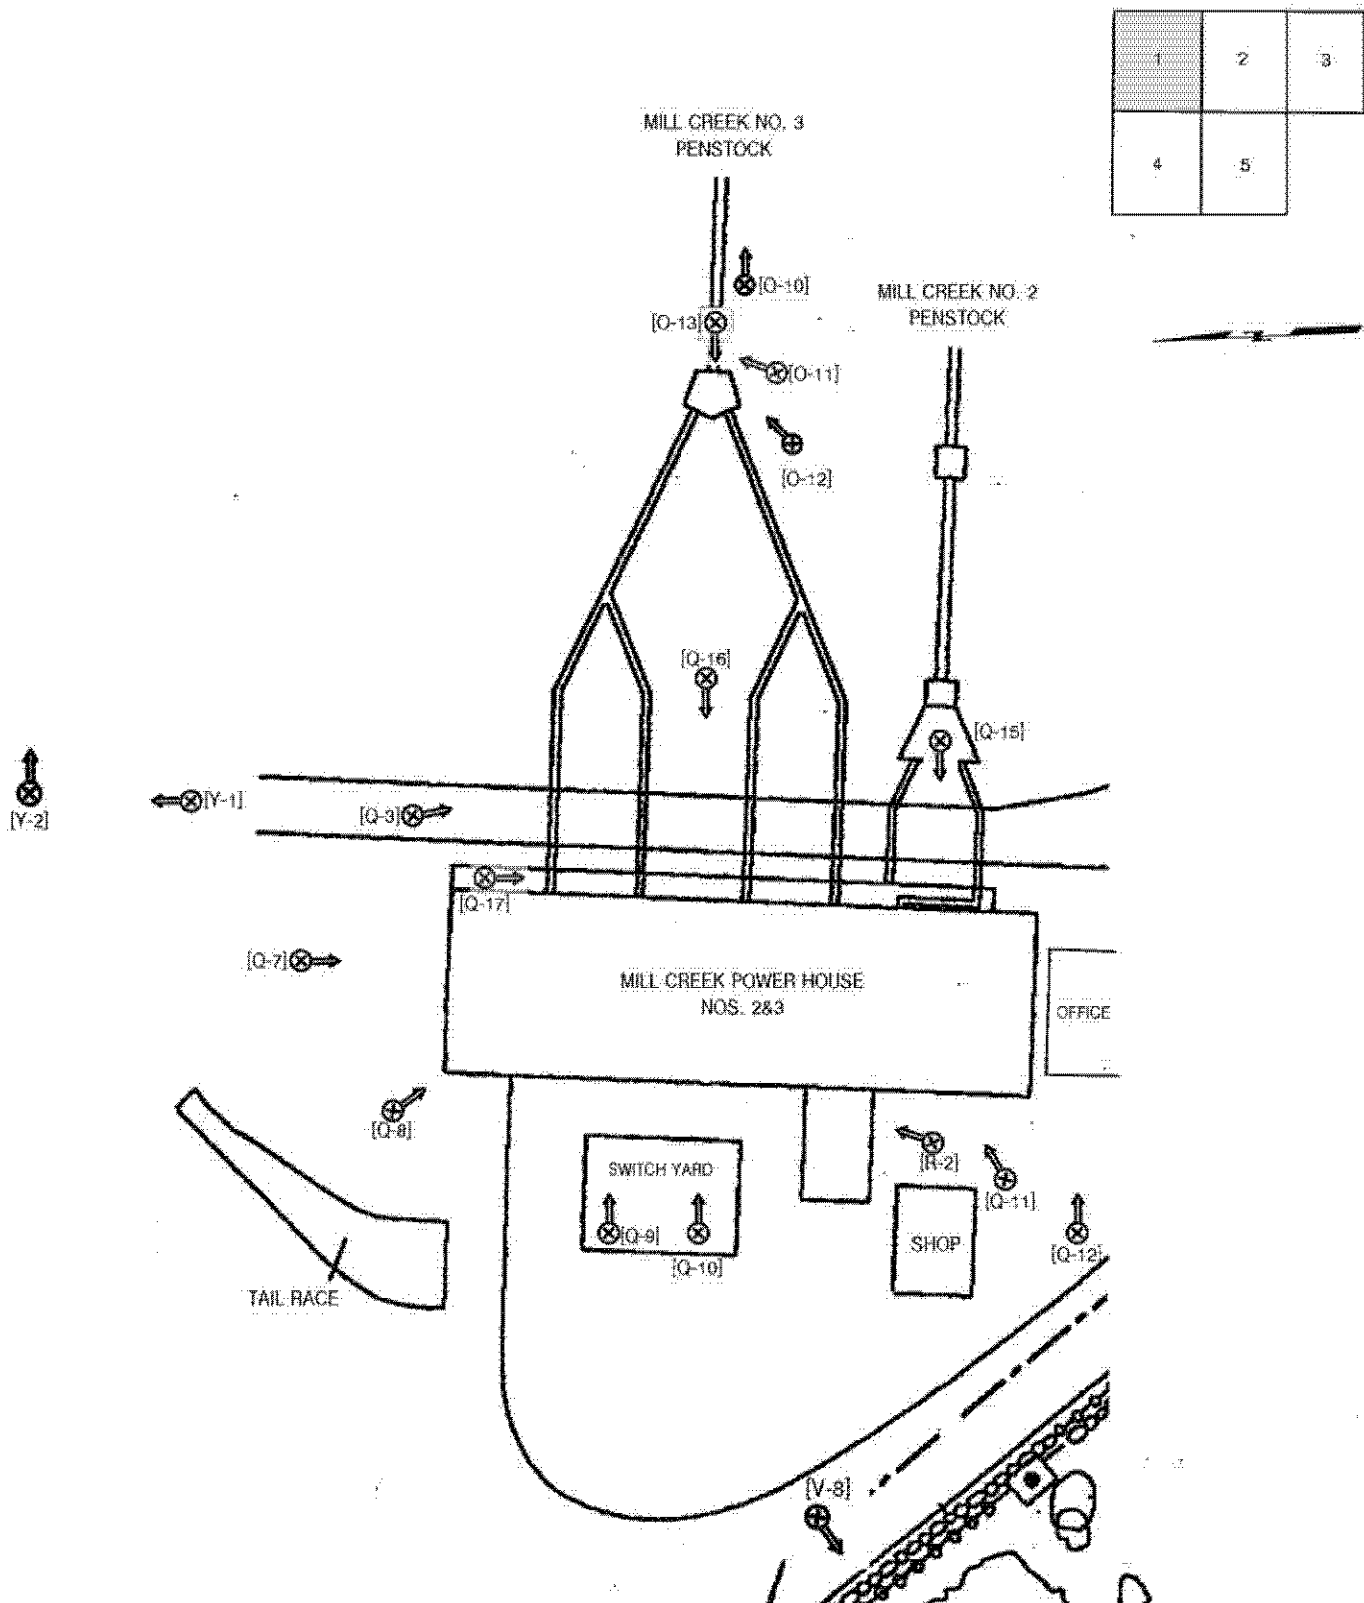 1
2
3
4
5
MILL CREEK NO. 3
PENSTOCK
[O-10]
MILL CREEK NO. 2
PENSTOCK
[O-13]
[O-11]
[O-12]
[Q-16]
[Q-15]
[Y-2]
[Y-1]
[Q-3]
[Q-17]
[Q-7]
MILL CREEK POWER HOUSE
NOS. 2&3
OFFICE
[Q-8]
SWITCH YARD
[R-2]
[Q-11]
[Q-9]
[Q-10]
SHOP
[Q-12]
TAIL RACE
[V-8]